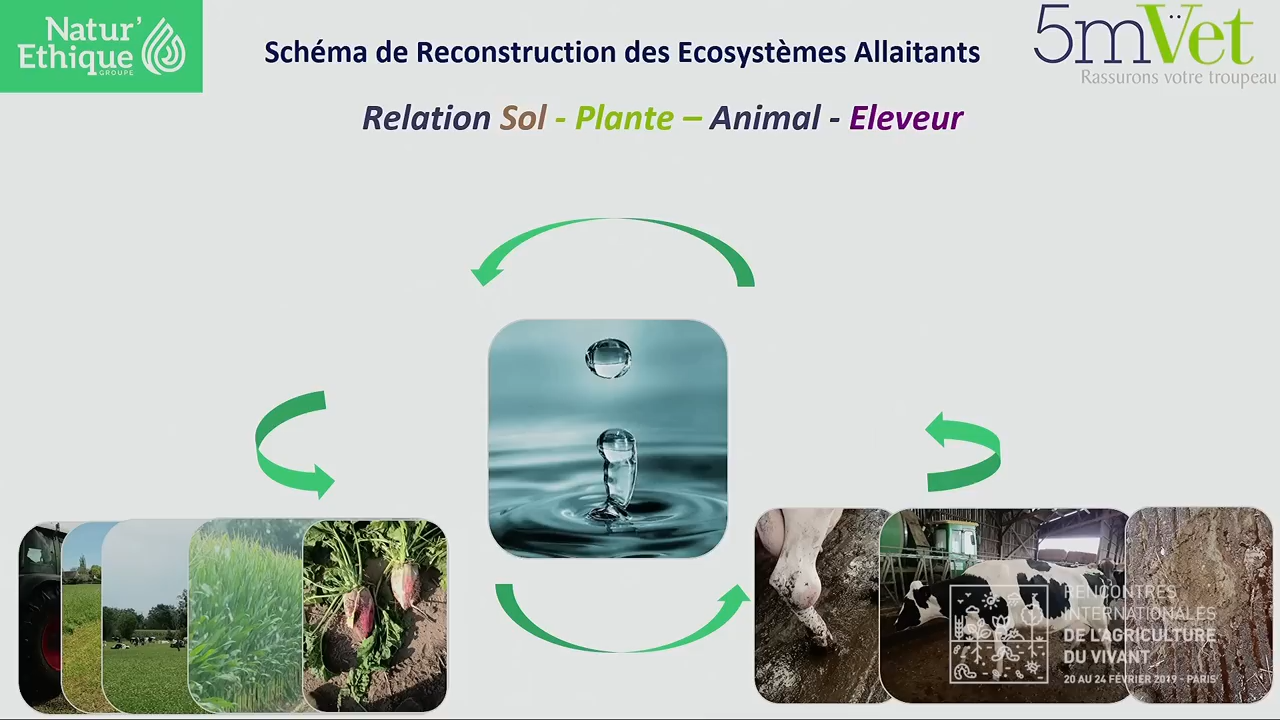 Natur'
Ethique
GROUPE
Schéma de Reconstruction des Ecosystèmes Allaitants
5mVet
Rassurons votre troupeau
Relation Sol - Plante – Animal - Eleveur
RENCONTRES
INTERNATIONALES
DE L'AGRICULTURE
DU VIVANT
20 AU 24 FÉVRIER 2019 - PARIS